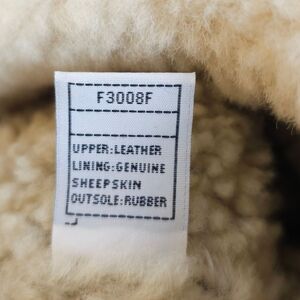 F3008F
UPPER:LEATHER
LINING:GENUINE
SHEEPSKIN
OUTSOLE:RUBBER